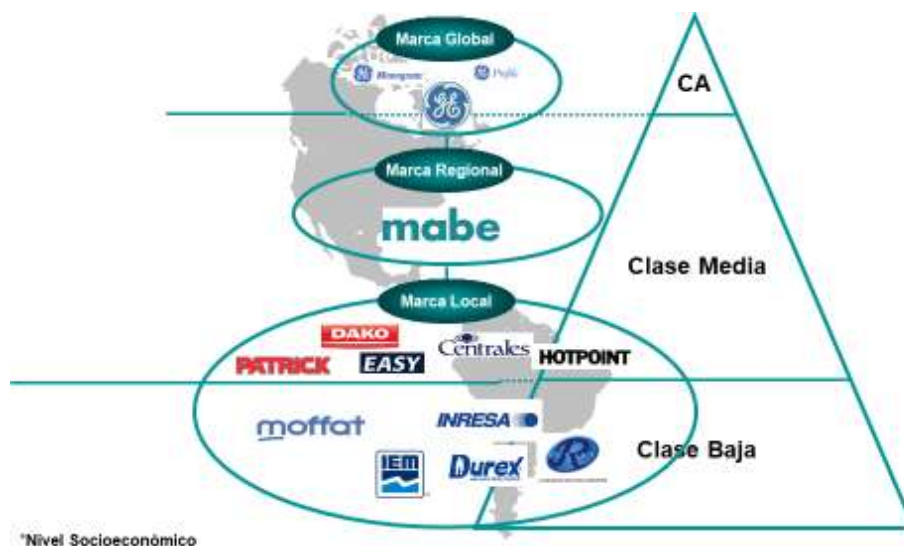 Marca Global
Monogram
Profile
GE
CA
Marca Regional
mabe
Clase Media
Marca Local
DAKO
Centrales
PATRICK
EASY
HOTPOINT
moffat
INRESA
Clase Baja
IEM
Durex
*Nivel Socioeconómico